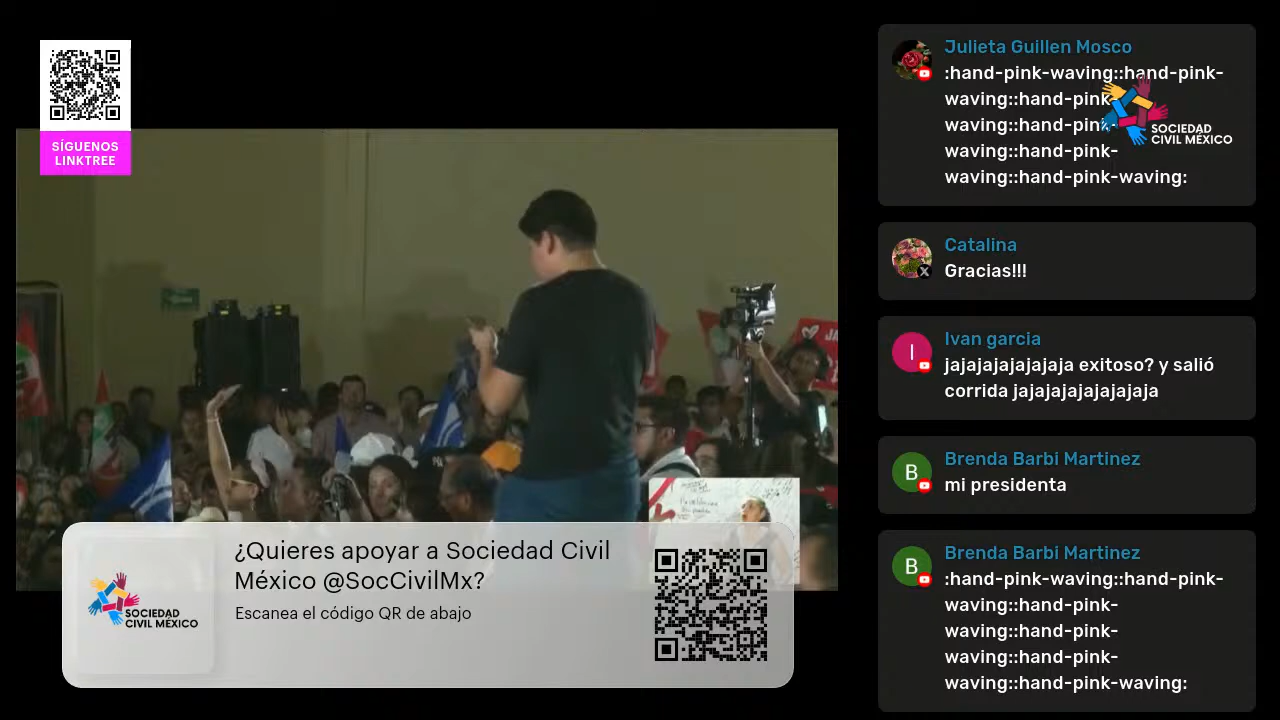 SÍGUENOS
LINKTREE
¿Quieres apoyar a Sociedad Civil
México @SocCivilMx?
Escanea el código QR de abajo
SOCIEDAD
CIVIL MÉXICO
Julieta Guillen Mosco
:hand-pink-waving::hand-pink-
waving::hand-pink-
waving::hand-pink-
waving::hand-pink-
waving::hand-pink-waving:
SOCIEDAD
CIVIL MÉXICO
Catalina
Gracias!!!
Ivan garcia
jajajajajajaja exitoso? y salió
corrida jajajajajajajaja
Brenda Barbi Martinez
mi presidenta
Brenda Barbi Martinez
:hand-pink-waving::hand-pink-
waving::hand-pink-
waving::hand-pink-
waving::hand-pink-
waving::hand-pink-waving:
I
B
B
JA